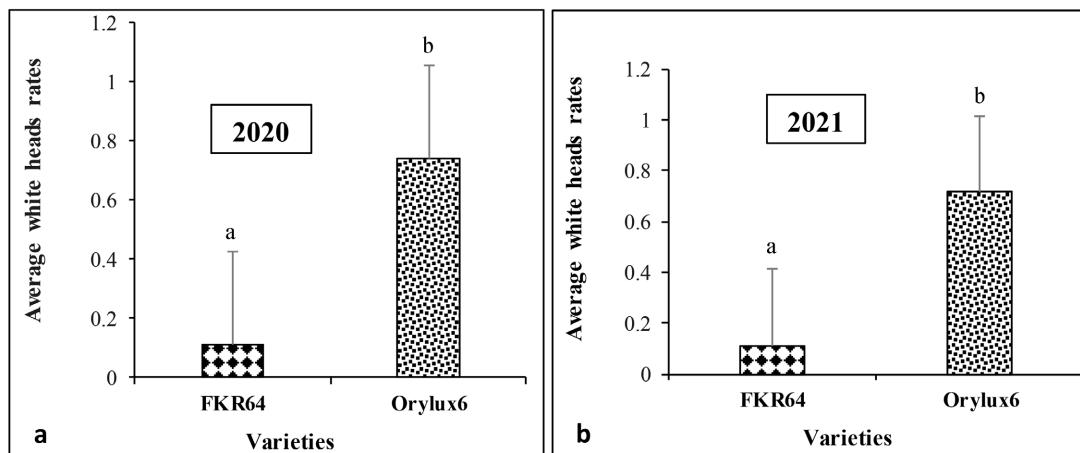 Average white heads rates
1.2
1
0.8
0.6
0.4
0.2
0
2020
a
b
FKR64 Orylux6
Varieties
a
Average white heads rates
1.2
1
0.8
0.6
0.4
0.2
0
2021
a
b
FKR64 Orylux6
Varieties
b